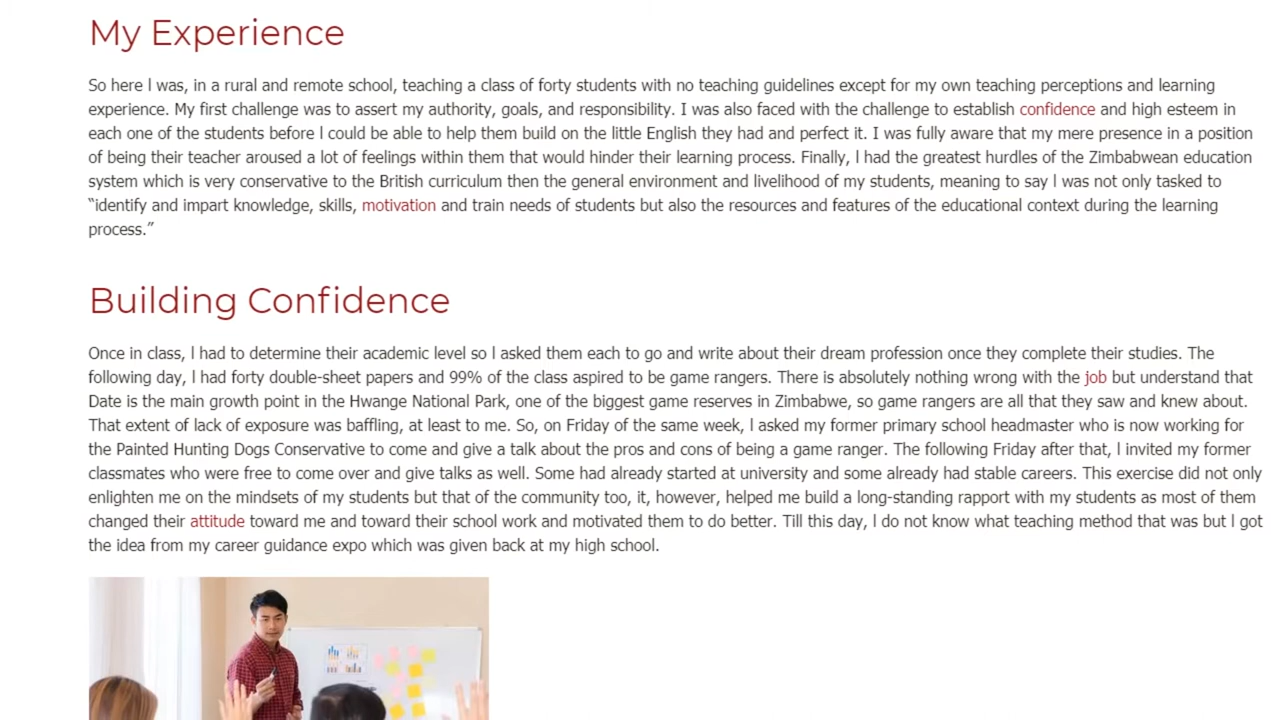 My Experience
So here I was, in a rural and remote school, teaching a class of forty students with no teaching guidelines except for my own teaching perceptions and learning
experience. My first challenge was to assert my authority, goals, and responsibility. I was also faced with the challenge to establish confidence and high esteem in
each one of the students before I could be able to help them build on the little English they had and perfect it. I was fully aware that my mere presence in a position
of being their teacher aroused a lot of feelings within them that would hinder their learning process. Finally, I had the greatest hurdles of the Zimbabwean education
system which is very conservative to the British curriculum then the general environment and livelihood of my students, meaning to say I was not only tasked to
“identify and impart knowledge, skills, motivation and train needs of students but also the resources and features of the educational context during the learning
process.”
Building Confidence
Once in class, I had to determine their academic level so I asked them each to go and write about their dream profession once they complete their studies. The
following day, I had forty double-sheet papers and 99% of the class aspired to be game rangers. There is absolutely nothing wrong with the job but understand that
Date is the main growth point in the Hwange National Park, one of the biggest game reserves in Zimbabwe, so game rangers are all that they saw and knew about.
That extent of lack of exposure was baffling, at least to me. So, on Friday of the same week, I asked my former primary school headmaster who is now working for
the Painted Hunting Dogs Conservative to come and give a talk about the pros and cons of being a game ranger. The following Friday after that, I invited my former
classmates who were free to come over and give talks as well. Some had already started at university and some already had stable careers. This exercise did not only
enlighten me on the mindsets of my students but that of the community too, it, however, helped me build a long-standing rapport with my students as most of them
changed their attitude toward me and toward their school work and motivated them to do better. Till this day, I do not know what teaching method that was but I got
the idea from my career guidance expo which was given back at my high school.